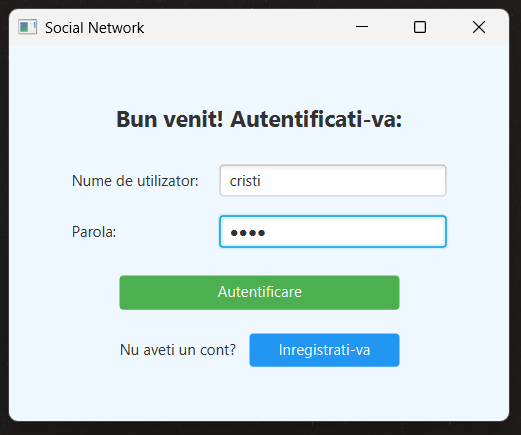 Social Network
Bun venit! Autentificati-va:
Nume de utilizator: cristi
Parola: ●●●●
Autentificare
Nu aveti un cont? Inregistrati-va